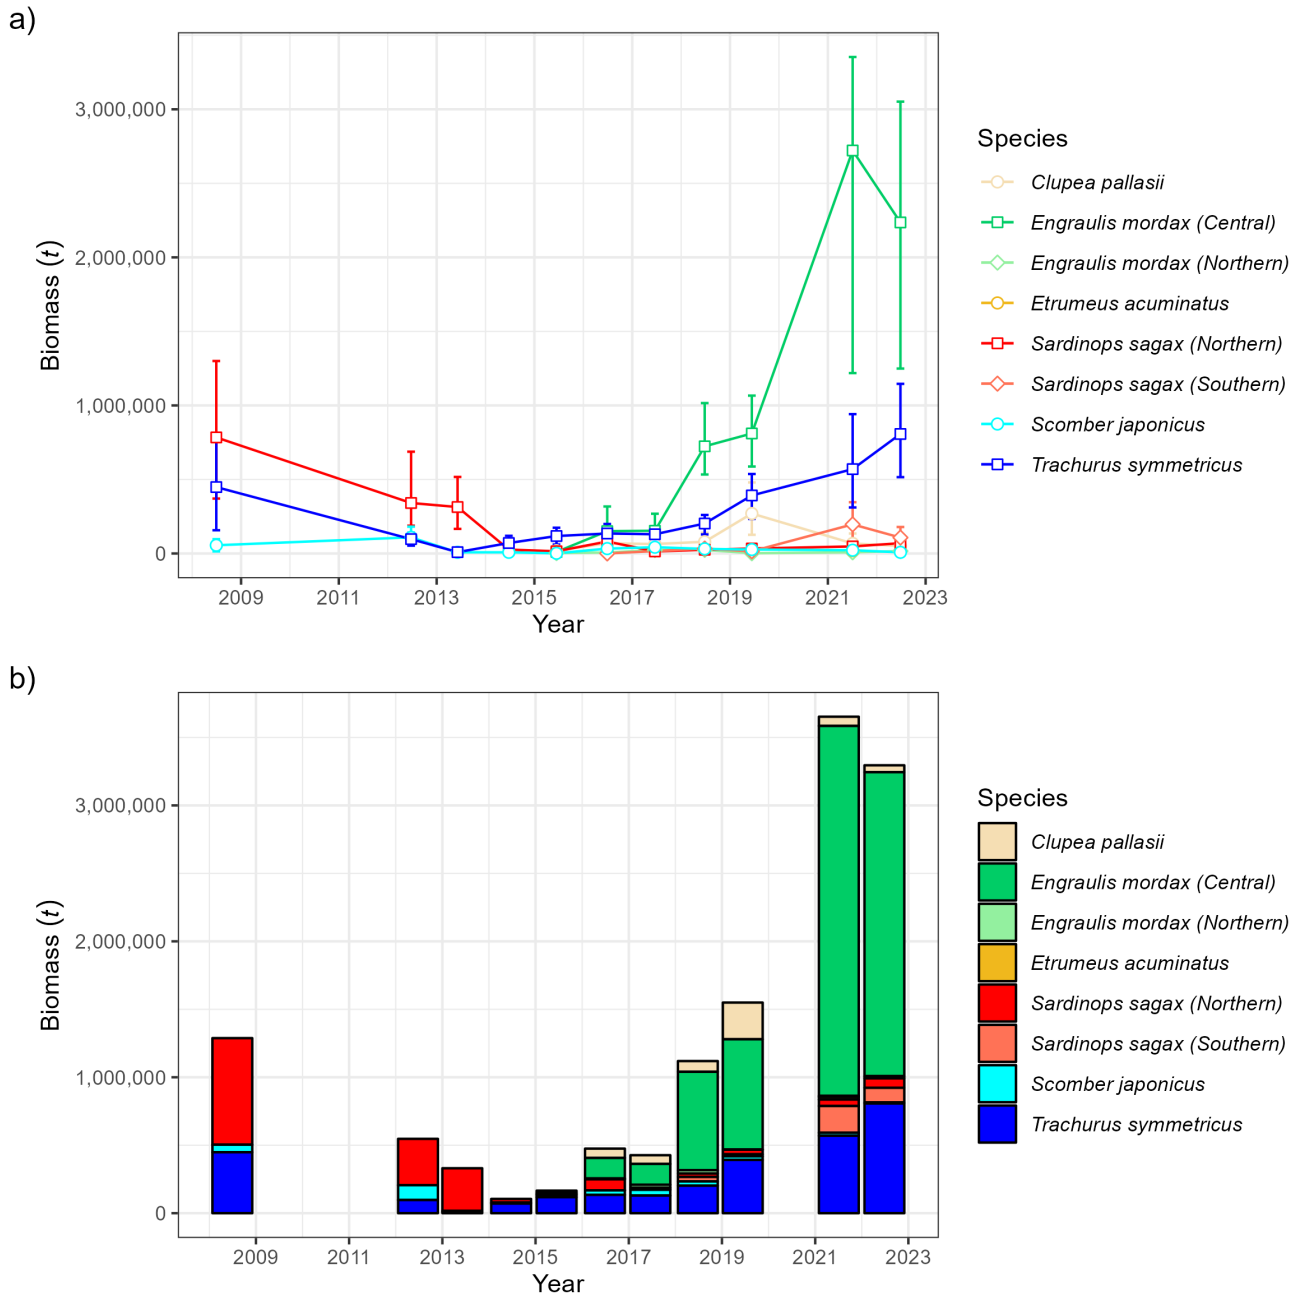 a)
3,000,000
2,000,000
1,000,000
0
Biomass (t)
2009 2011 2013 2015 2017 2019 2021 2023
Year
Species
Clupea pallasii
Engraulis mordax (Central)
Engraulis mordax (Northern)
Etrumeus acuminatus
Sardinops sagax (Northern)
Sardinops sagax (Southern)
Scomber japonicus
Trachurus symmetricus
b)
3,000,000
2,000,000
1,000,000
0
Biomass (t)
2009 2011 2013 2015 2017 2019 2021 2023
Year
Species
Clupea pallasii
Engraulis mordax (Central)
Engraulis mordax (Northern)
Etrumeus acuminatus
Sardinops sagax (Northern)
Sardinops sagax (Southern)
Scomber japonicus
Trachurus symmetricus